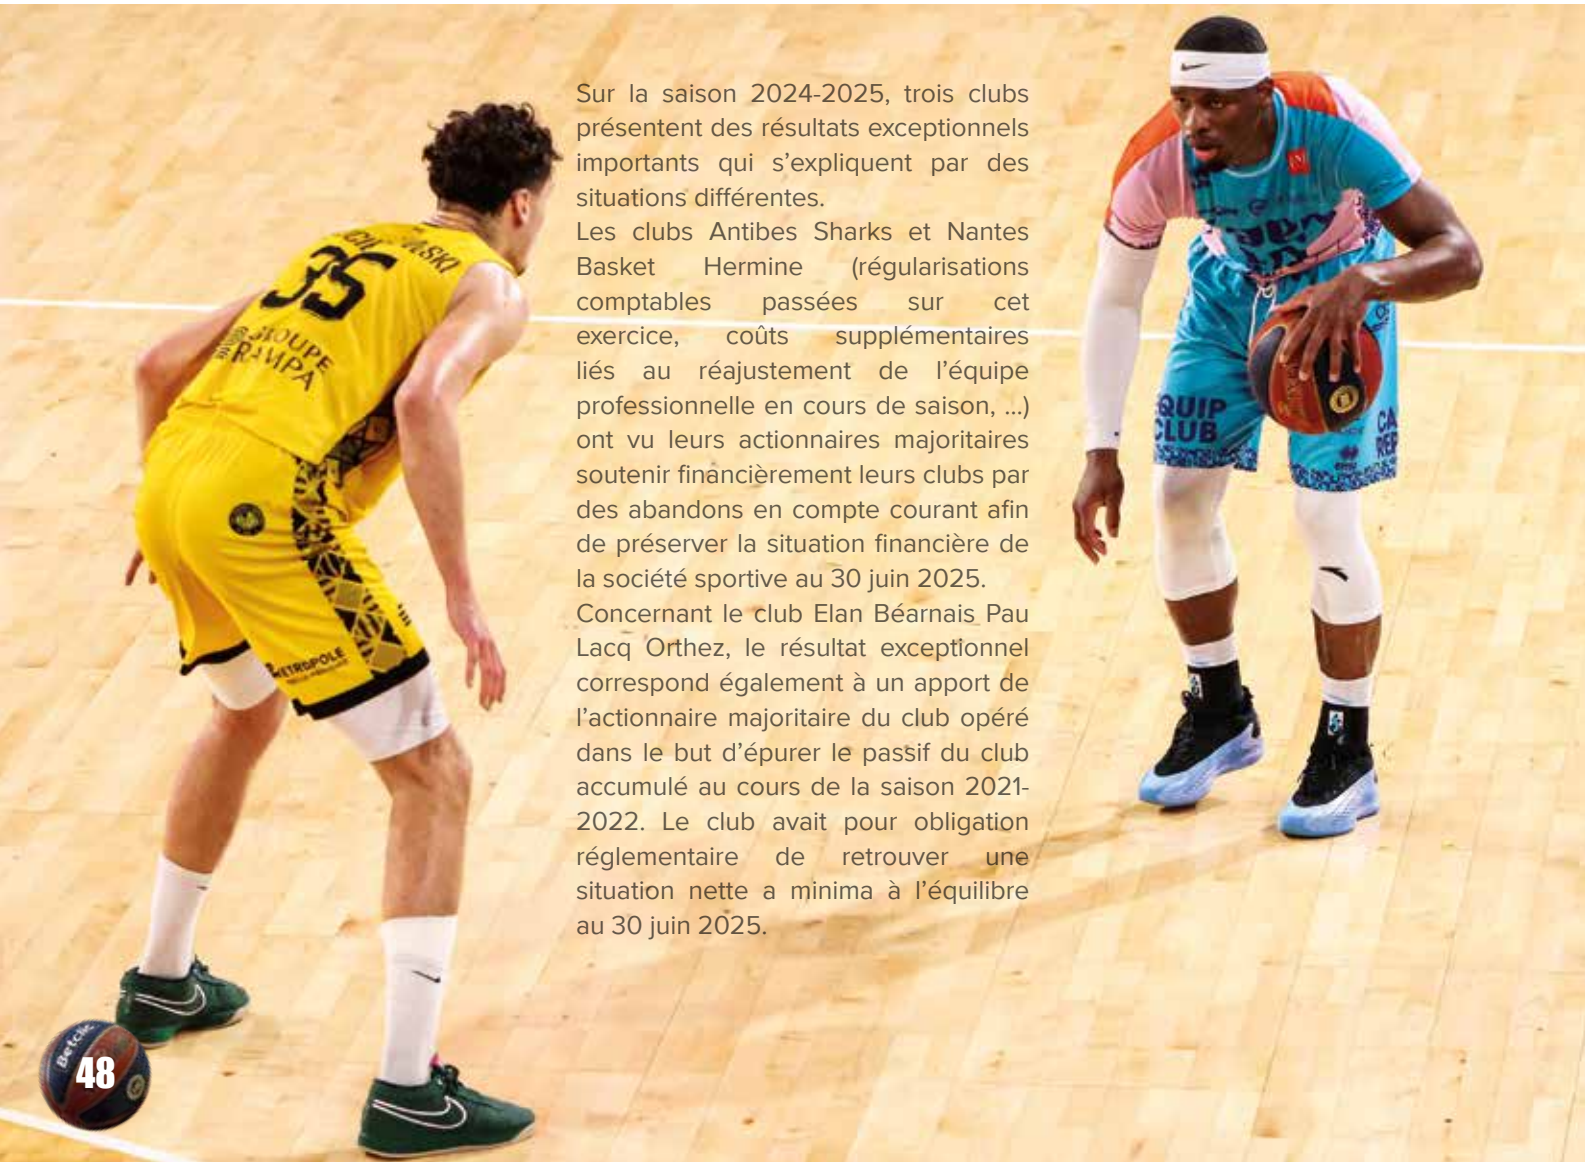 Sur la saison 2024-2025, trois clubs
présentent des résultats exceptionnels
importants qui s'expliquent par des
situations différentes.
Les clubs Antibes Sharks et Nantes
Basket Hermine (régularisations
comptables passées sur cet
exercice, coûts supplémentaires
liés au réajustement de l'équipe
professionnelle en cours de saison, ...)
ont vu leurs actionnaires majoritaires
soutenir financièrement leurs clubs par
des abandons en compte courant afin
de préserver la situation financière de
la société sportive au 30 juin 2025.
Concernant le club Elan Béarnais Pau
Lacq Orthez, le résultat exceptionnel
correspond également à un apport de
l'actionnaire majoritaire du club opéré
dans le but d'épurer le passif du club
accumulé au cours de la saison 2021-
2022. Le club avait pour obligation
réglementaire de retrouver une
situation nette a minima à l'équilibre
au 30 juin 2025.
35
GROUPE
RAMPA
QUIP
CLUB
CA
REP
Betclic
48